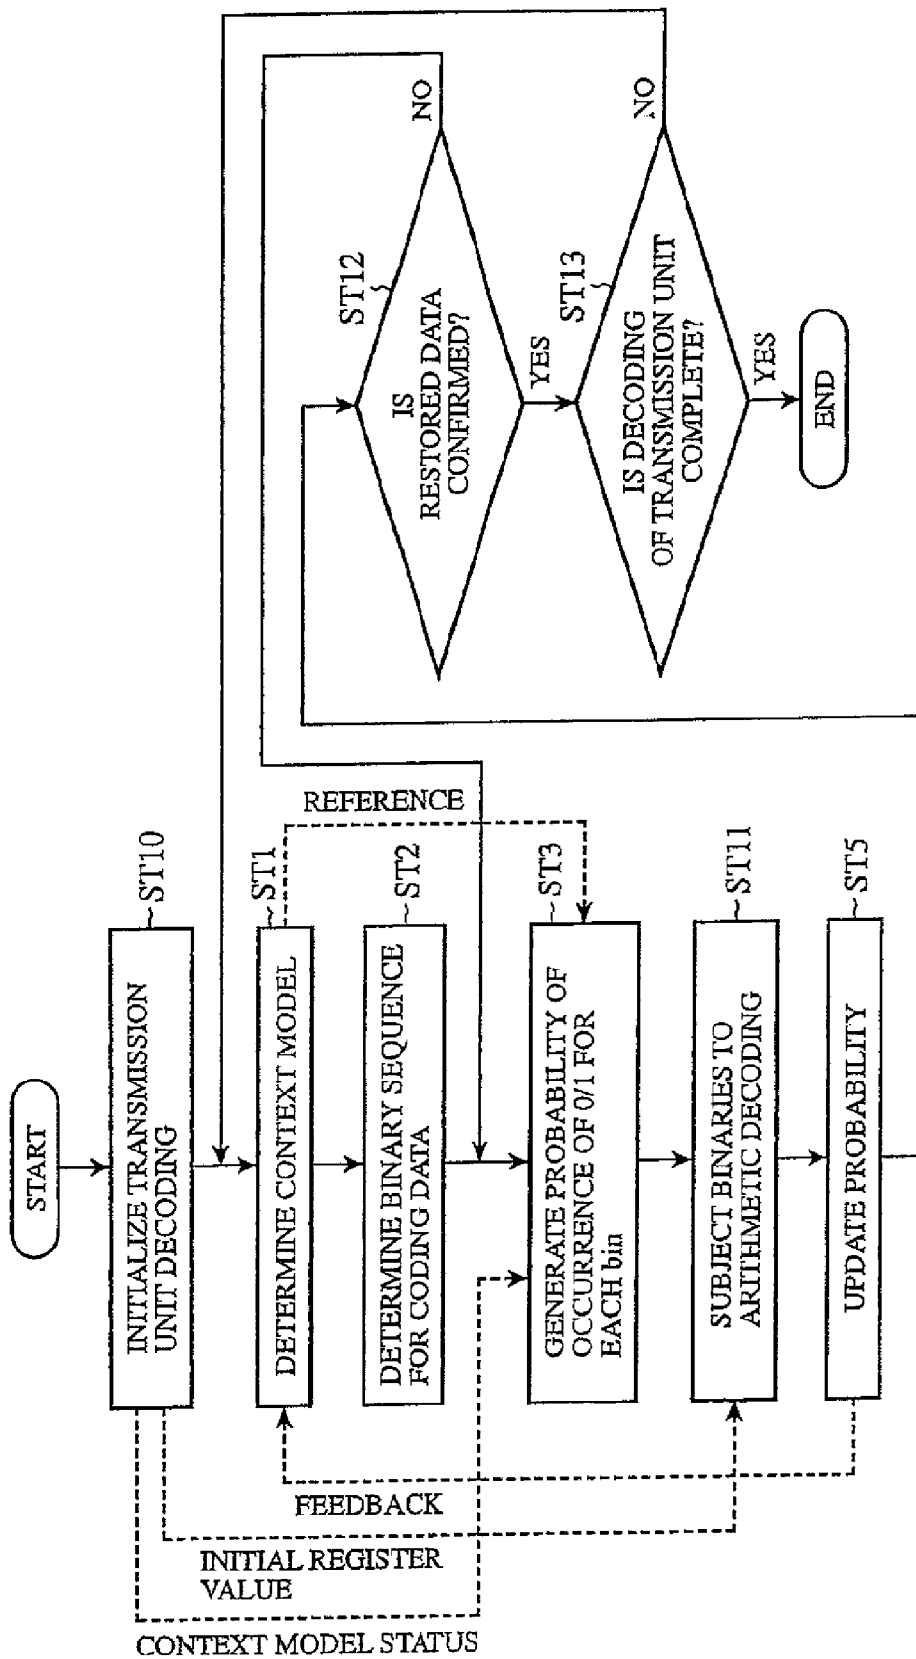 START
INITIALIZE TRANSMISSION
UNIT DECODING
ST10
DETERMINE CONTEXT MODEL
ST1
DETERMINE BINARY SEQUENCE
FOR CODING DATA
ST2
REFERENCE
GENERATE PROBABILITY OF
OCCURRENCE OF 0/1 FOR
EACH bin
ST3
SUBJECT BINARIES TO
ARITHMETIC DECODING
ST11
UPDATE PROBABILITY
ST5
FEEDBACK
INITIAL REGISTER
VALUE
CONTEXT MODEL STATUS
IS
RESTORED DATA
CONFIRMED?
ST12
NO
YES
IS DECODING
OF TRANSMISSION UNIT
COMPLETE?
ST13
NO
YES
END